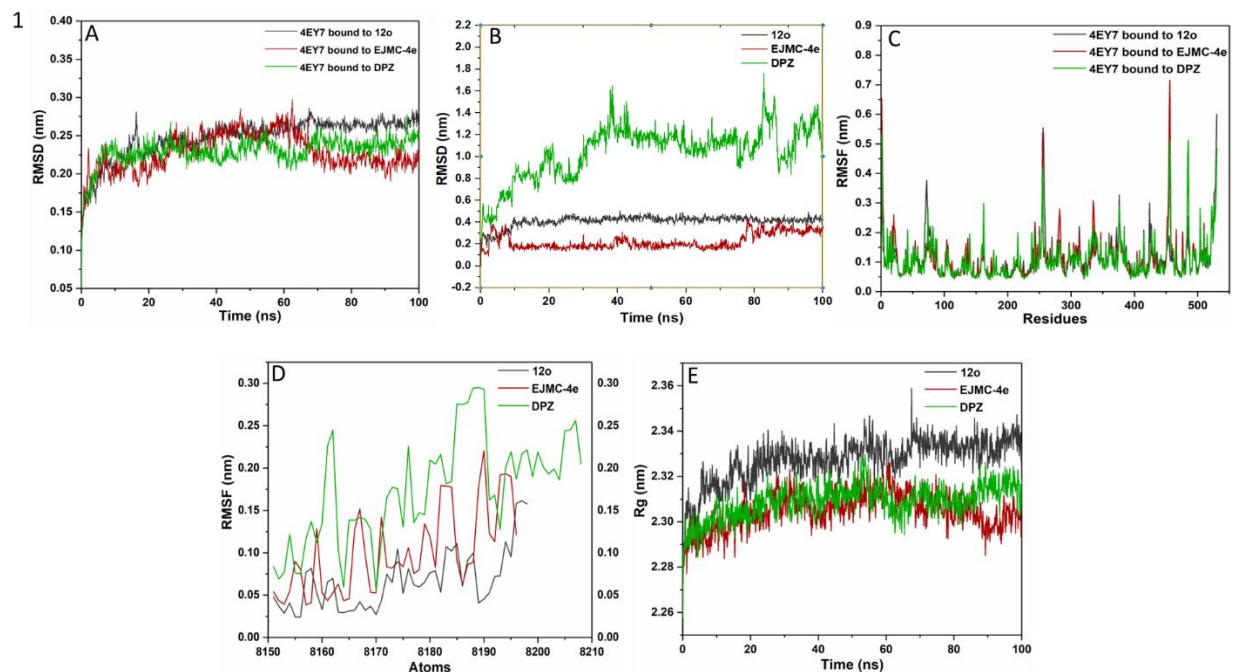 1
A
4EY7 bound to 12o
4EY7 bound to EJMC-4e
4EY7 bound to DPZ
0.40
0.35
0.30
0.25
0.20
0.15
0.10
0.05
RMSD (nm)
0
20
40
60
80
100
Time (ns)
B
12o
EJMC-4e
DPZ
2.2
2.0
1.8
1.6
1.4
1.2
1.0
0.8
0.6
0.4
0.2
0.0
-0.2
RMSD (nm)
0
20
40
60
80
100
Time (ns)
C
4EY7 bound to 12o
4EY7 bound to EJMC-4e
4EY7 bound to DPZ
0.9
0.8
0.7
0.6
0.5
0.4
0.3
0.2
0.1
0.0
RMSF (nm)
0
100
200
300
400
500
Residues
D
12o
EJMC-4e
DPZ
0.30
0.25
0.20
0.15
0.10
0.05
0.00
RMSF (nm)
0.30
0.25
0.20
0.15
0.10
0.05
0.00
8150
8160
8170
8180
8190
8200
8210
Atoms
E
12o
EJMC-4e
DPZ
2.36
2.34
2.32
2.30
2.28
2.26
Rg (nm)
0
20
40
60
80
100
Time (ns)